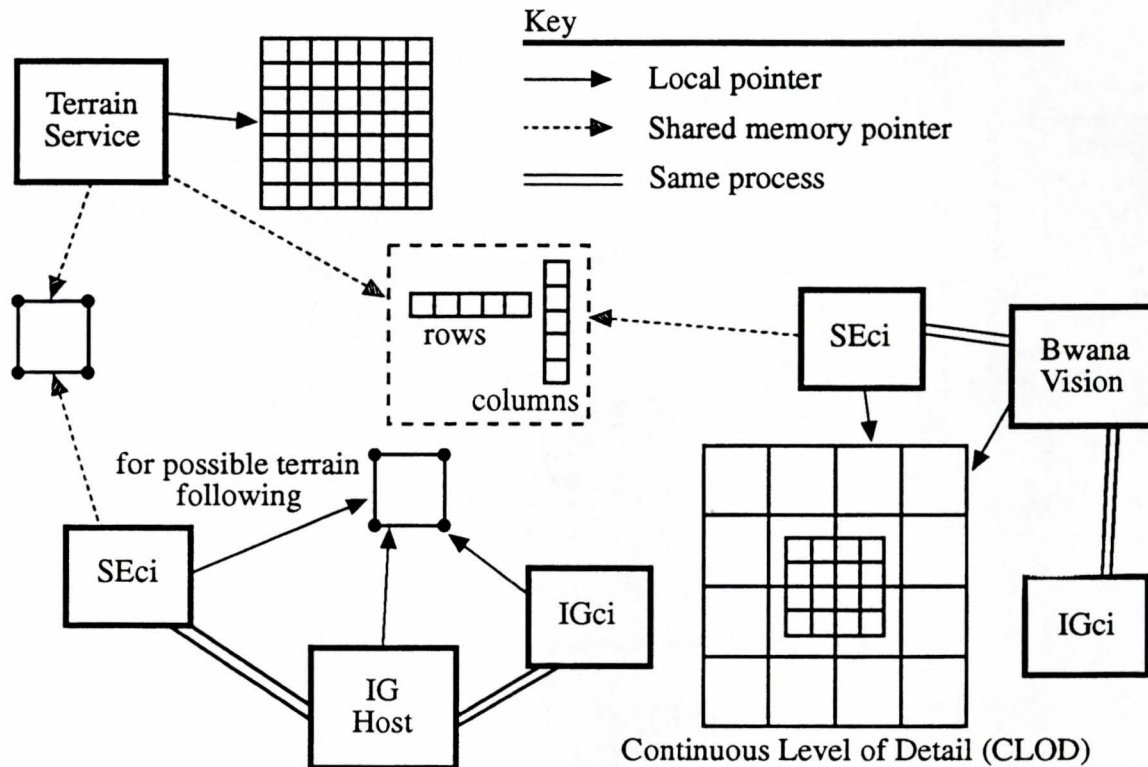 Key
Local pointer
Shared memory pointer
Same process
Terrain
Service
rows
columns
SEci
Bwana
Vision
for possible terrain
following
SEci
IGci
IG
Host
IGci
Continuous Level of Detail (CLOD)